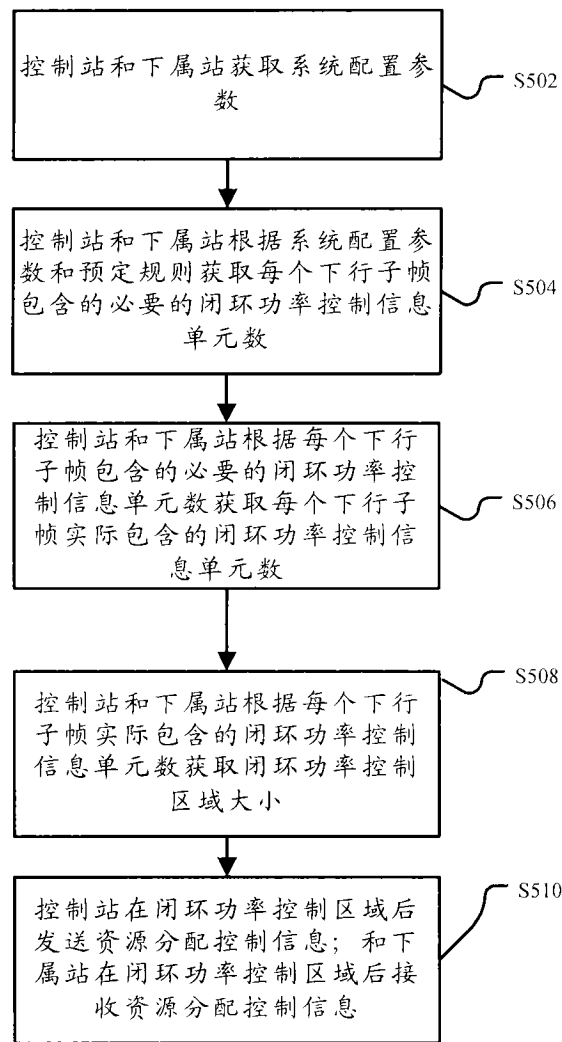 控制站和下属站获取系统配置参
数
S502
控制站和下属站根据系统配置参
数和预定规则获取每个下行子帧
包含的必要的闭环功率控制信息
单元数
S504
控制站和下属站根据每个下行
子帧包含的必要的闭环功率控
制信息单元数获取每个下行子
帧实际包含的闭环功率控制信
息单元数
S506
控制站和下属站根据每个下行
子帧实际包含的闭环功率控制
信息单元数获取闭环功率控制
区域大小
S508
控制站在闭环功率控制区域后
发送资源分配控制信息；和下
属站在闭环功率控制区域后接
收资源分配控制信息
S510